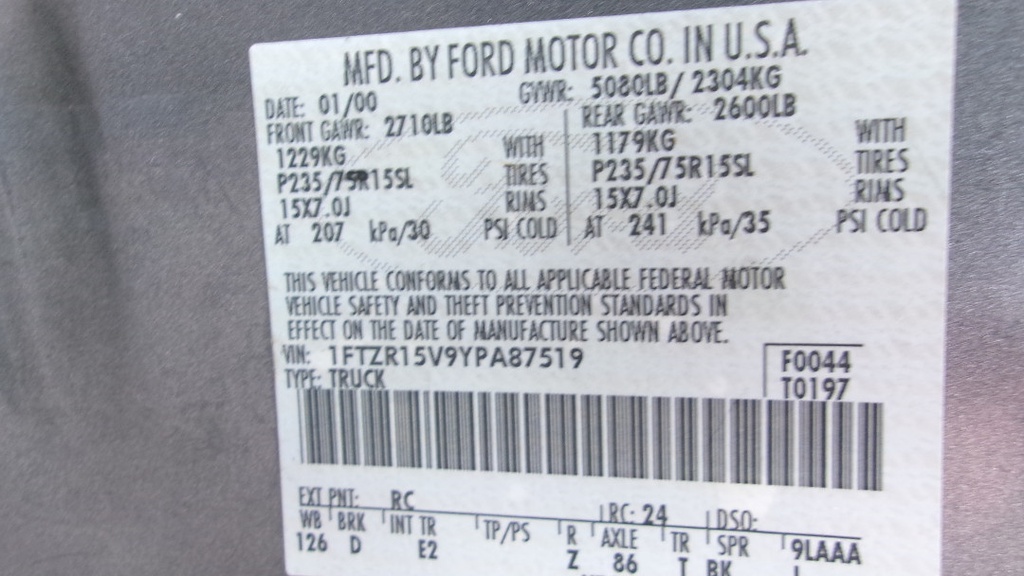 MFD. BY FORD MOTOR CO. IN U.S.A.
DATE: 01/00 GVWR: 5080LB/ 2304KG
FRONT GAWR: 2710LB REAR GAWR: 2600LB
1229KG WITH 1179KG WITH
P235/75R15SL TIRES P235/75R15SL TIRES
15X7.0J RIMS 15X7.0J RIMS
AT 207 kPa/30 PSI COLD AT 241 kPa/35 PSI COLD
THIS VEHICLE CONFORMS TO ALL APPLICABLE FEDERAL MOTOR
VEHICLE SAFETY AND THEFT PREVENTION STANDARDS IN
EFFECT ON THE DATE OF MANUFACTURE SHOWN ABOVE.
VIN: 1FTZR15V9YPA87519 F0044
TYPE: TRUCK T0197
EXT PNT: RC RC: 24 DSO:
WB BRK INT TR TP/PS R AXLE TR SPR 9LAAA
126 D E2 Z 86 T BK